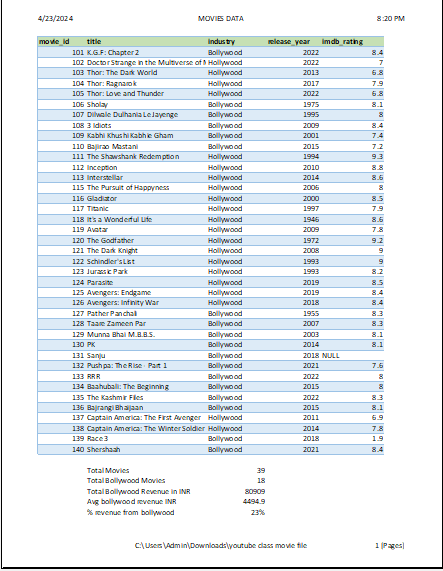 4/23/2024 MOVIES DATA 8:20 PM
movie_id title industry release_year imdb_rating
101 K.G.F: Chapter 2 Bollywood 2022 8.4
102 Doctor Strange in the Multiverse of M Hollywood 2022 7
103 Thor: The Dark World Hollywood 2013 6.8
104 Thor: Ragnarok Hollywood 2017 7.9
105 Thor: Love and Thunder Hollywood 2022 6.8
106 Sholay Bollywood 1975 8.1
107 Dilwale Dulhania Le Jayenge Bollywood 1995 8
108 3 Idiots Bollywood 2009 8.4
109 Kabhi Khushi Kabhie Gham Bollywood 2001 7.4
110 Bajirao Mastani Bollywood 2015 7.2
111 The Shawshank Redemption Hollywood 1994 9.3
112 Inception Hollywood 2010 8.8
113 Interstellar Hollywood 2014 8.6
115 The Pursuit of Happyness Hollywood 2006 8
116 Gladiator Hollywood 2000 8.5
117 Titanic Hollywood 1997 7.9
118 It's a Wonderful Life Hollywood 1946 8.6
119 Avatar Hollywood 2009 7.8
120 The Godfather Hollywood 1972 9.2
121 The Dark Knight Hollywood 2008 9
122 Schindler's List Hollywood 1993 9
123 Jurassic Park Hollywood 1993 8.2
124 Parasite Hollywood 2019 8.5
125 Avengers: Endgame Hollywood 2019 8.4
126 Avengers: Infinity War Hollywood 2018 8.4
127 Pather Panchali Bollywood 1955 8.3
128 Taare Zameen Par Bollywood 2007 8.3
129 Munna Bhai M.B.B.S. Bollywood 2003 8.1
130 PK Bollywood 2014 8.1
131 Sanju Bollywood 2018 NULL
132 Pushpa: The Rise - Part 1 Bollywood 2021 7.6
133 RRR Bollywood 2022 8
134 Baahubali: The Beginning Bollywood 2015 8
135 The Kashmir Files Bollywood 2022 8.3
136 Bajrangi Bhaijaan Bollywood 2015 8.1
137 Captain America: The First Avenger Hollywood 2011 6.9
138 Captain America: The Winter Soldier Hollywood 2014 7.8
139 Race 3 Bollywood 2018 1.9
140 Shershaah Bollywood 2021 8.4
Total Movies 39
Total Bollywood Movies 18
Total Bollywood Revenue in INR 80909
Avg bollywood revenue INR 4494.9
% revenue from bollywood 23%
C:\Users\Admin\Downloads\youtube class movie file 1 (Pages)